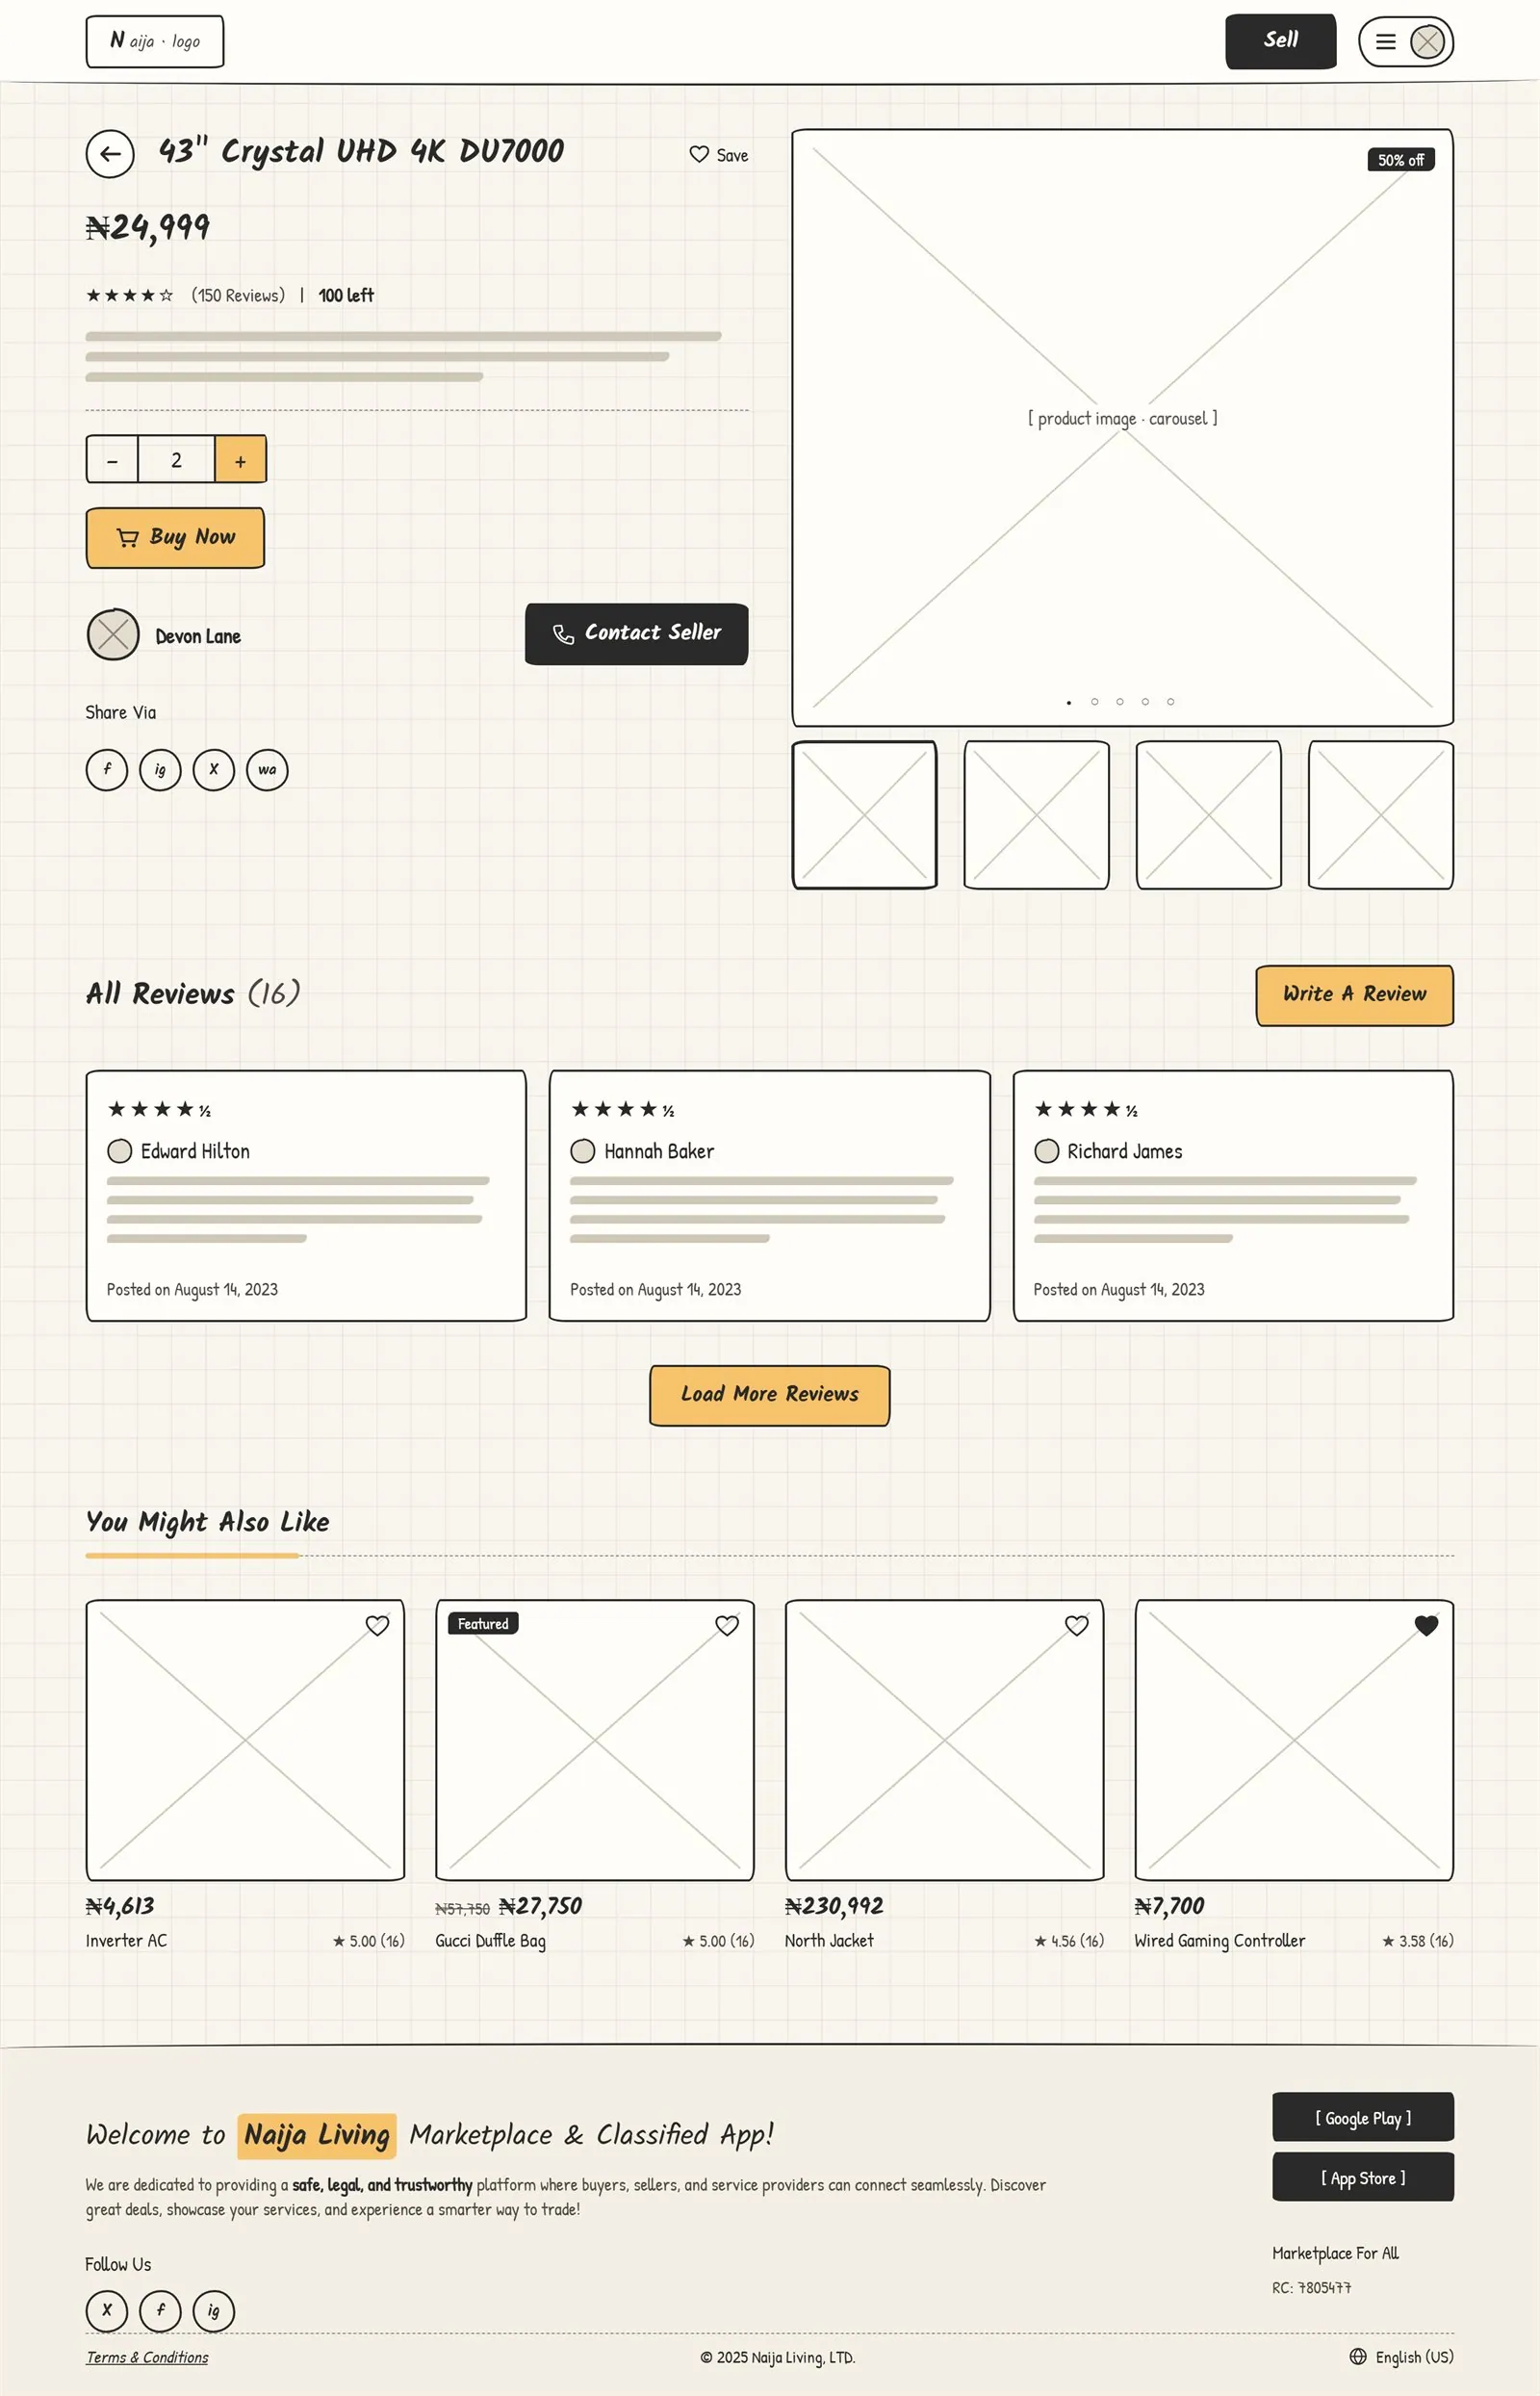 N aija · logo
Sell
43" Crystal UHD 4K DU7000
Save
50% off
₦24,999
★★★★☆ (150 Reviews) | 100 left
[ product image · carousel ]
− 2 +
Buy Now
Devon Lane
Contact Seller
Share Via
f ig X wa
All Reviews (16)
Write A Review
★★★★½
Edward Hilton
Posted on August 14, 2023
★★★★½
Hannah Baker
Posted on August 14, 2023
★★★★½
Richard James
Posted on August 14, 2023
Load More Reviews
You Might Also Like
₦4,613
Inverter AC ★ 5.00 (16)
Featured
₦57,750 ₦27,750
Gucci Duffle Bag ★ 5.00 (16)
₦230,992
North Jacket ★ 4.56 (16)
₦7,700
Wired Gaming Controller ★ 3.58 (16)
Welcome to Naija Living Marketplace & Classified App!
We are dedicated to providing a safe, legal, and trustworthy platform where buyers, sellers, and service providers can connect seamlessly. Discover
great deals, showcase your services, and experience a smarter way to trade!
Follow Us
X f ig
[ Google Play ]
[ App Store ]
Marketplace For All
RC: 7805477
Terms & Conditions
© 2025 Naija Living, LTD.
English (US)